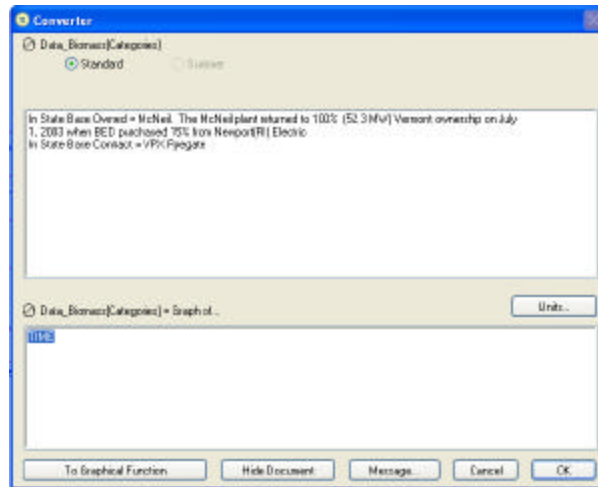 Converter
Data_Biomass(Categories)
Standard
Summer
In State Base Owned = McNeil. The McNeil plant returned to 100% (52.3 MW) Vermont ownership on July
1, 2003 when BED purchased 15% from Newport(RI) Electric
In State Base Contract = VPX Ryegate
Data_Biomass(Categories) = Graph of...
Units...
TIME
To Graphical Function
Hide Document
Message...
Cancel
OK